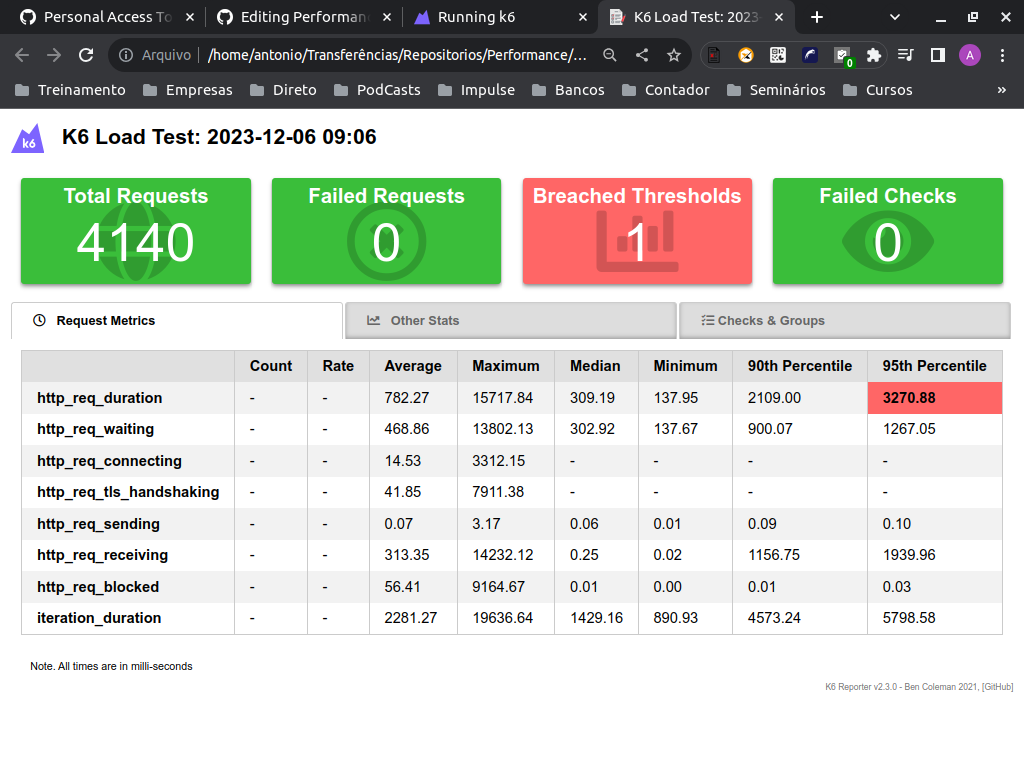 Personal Access To
Editing Performan
Running k6
K6 Load Test: 2023-
Arquivo | /home/antonio/Transferências/Repositorios/Performance/...
0
A
Treinamento Empresas Direto PodCasts Impulse Bancos Contador Seminários Cursos »
k6
K6 Load Test: 2023-12-06 09:06
Total Requests Failed Requests Breached Thresholds Failed Checks
4140 0 1 0
Request Metrics Other Stats Checks & Groups
Count Rate Average Maximum Median Minimum 90th Percentile 95th Percentile
http_req_duration - - 782.27 15717.84 309.19 137.95 2109.00 3270.88
http_req_waiting - - 468.86 13802.13 302.92 137.67 900.07 1267.05
http_req_connecting - - 14.53 3312.15 - - - -
http_req_tls_handshaking - - 41.85 7911.38 - - - -
http_req_sending - - 0.07 3.17 0.06 0.01 0.09 0.10
http_req_receiving - - 313.35 14232.12 0.25 0.02 1156.75 1939.96
http_req_blocked - - 56.41 9164.67 0.01 0.00 0.01 0.03
iteration_duration - - 2281.27 19636.64 1429.16 890.93 4573.24 5798.58
Note. All times are in milli-seconds
K6 Reporter v2.3.0 - Ben Coleman 2021, [GitHub]